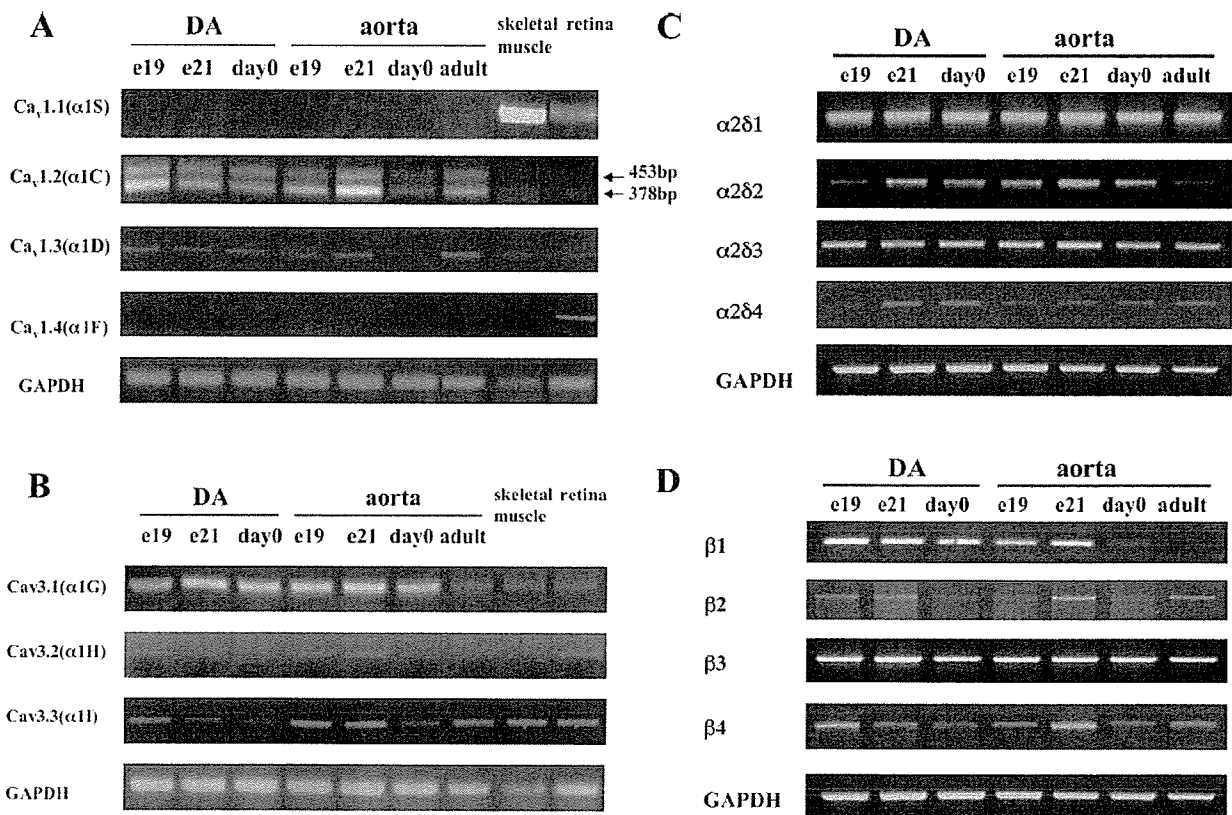 A
DA aorta skeletal muscle retina
e19 e21 day0 e19 e21 day0 adult
Caᵥ1.1(α1S)
Caᵥ1.2(α1C)
453bp
378bp
Caᵥ1.3(α1D)
Caᵥ1.4(α1F)
GAPDH
B
DA aorta skeletal muscle retina
e19 e21 day0 e19 e21 day0 adult
Cav3.1(α1G)
Cav3.2(α1H)
Cav3.3(α1I)
GAPDH
C
DA aorta
e19 e21 day0 e19 e21 day0 adult
α2δ1
α2δ2
α2δ3
α2δ4
GAPDH
D
DA aorta
e19 e21 day0 e19 e21 day0 adult
β1
β2
β3
β4
GAPDH